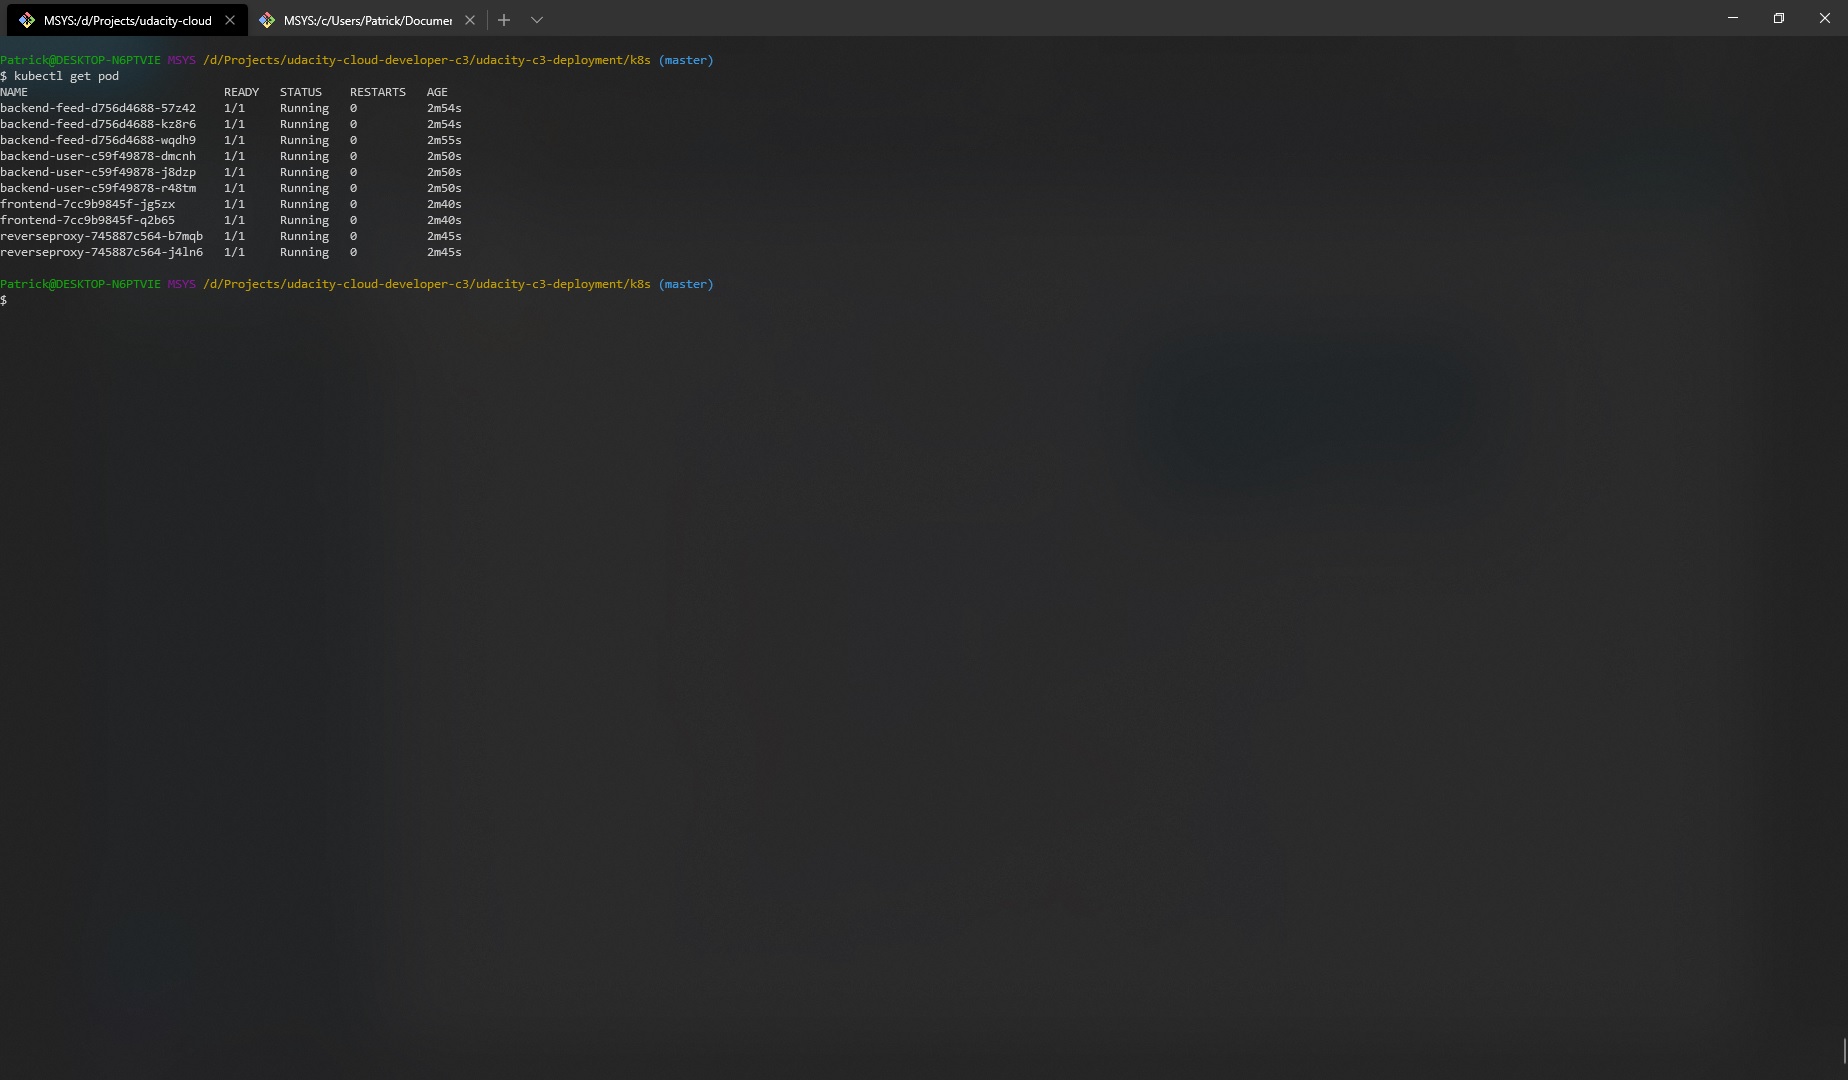 MSYS:/d/Projects/udacity-cloud MSYS:/c/Users/Patrick/Documer
Patrick@DESKTOP-N6PTVIE MSYS /d/Projects/udacity-cloud-developer-c3/udacity-c3-deployment/k8s (master)
$ kubectl get pod
NAME READY STATUS RESTARTS AGE
backend-feed-d756d4688-57z42 1/1 Running 0 2m54s
backend-feed-d756d4688-kz8r6 1/1 Running 0 2m54s
backend-feed-d756d4688-wqdh9 1/1 Running 0 2m55s
backend-user-c59f49878-dmcnh 1/1 Running 0 2m50s
backend-user-c59f49878-j8dzp 1/1 Running 0 2m50s
backend-user-c59f49878-r48tm 1/1 Running 0 2m50s
frontend-7cc9b9845f-jg5zx 1/1 Running 0 2m40s
frontend-7cc9b9845f-q2b65 1/1 Running 0 2m40s
reverseproxy-745887c564-b7mqb 1/1 Running 0 2m45s
reverseproxy-745887c564-j4ln6 1/1 Running 0 2m45s
Patrick@DESKTOP-N6PTVIE MSYS /d/Projects/udacity-cloud-developer-c3/udacity-c3-deployment/k8s (master)
$